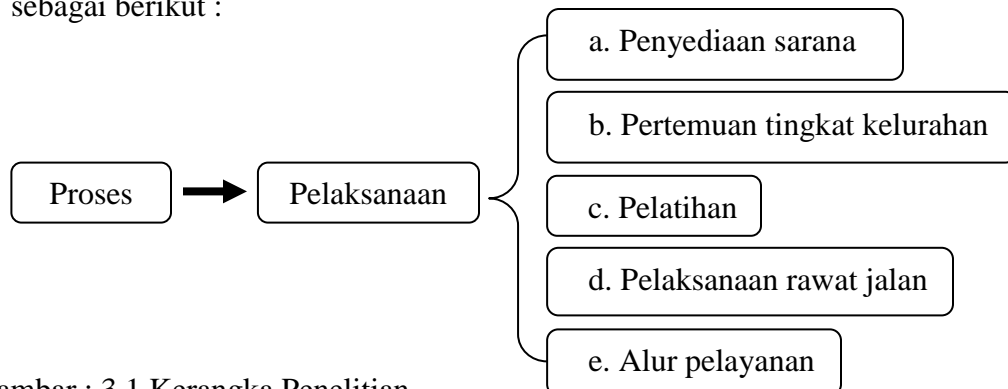 sebagai berikut :
a. Penyediaan sarana
b. Pertemuan tingkat kelurahan
Proses
Pelaksanaan
c. Pelatihan
d. Pelaksanaan rawat jalan
e. Alur pelayanan
ambar : 3.1 Kerangka Penelitian